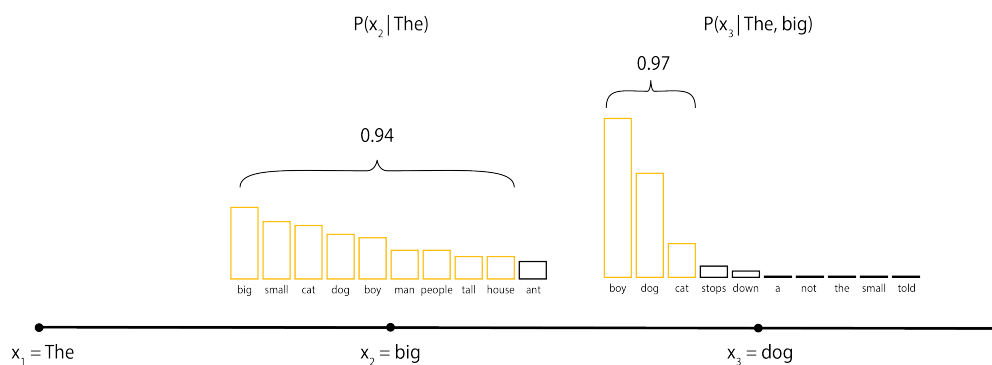 P(x₂|The)
P(x₃|The, big)
0.94
0.97
big small cat dog boy man people tall house ant
boy dog cat stops down a not the small told
x₁ = The
x₂ = big
x₃ = dog